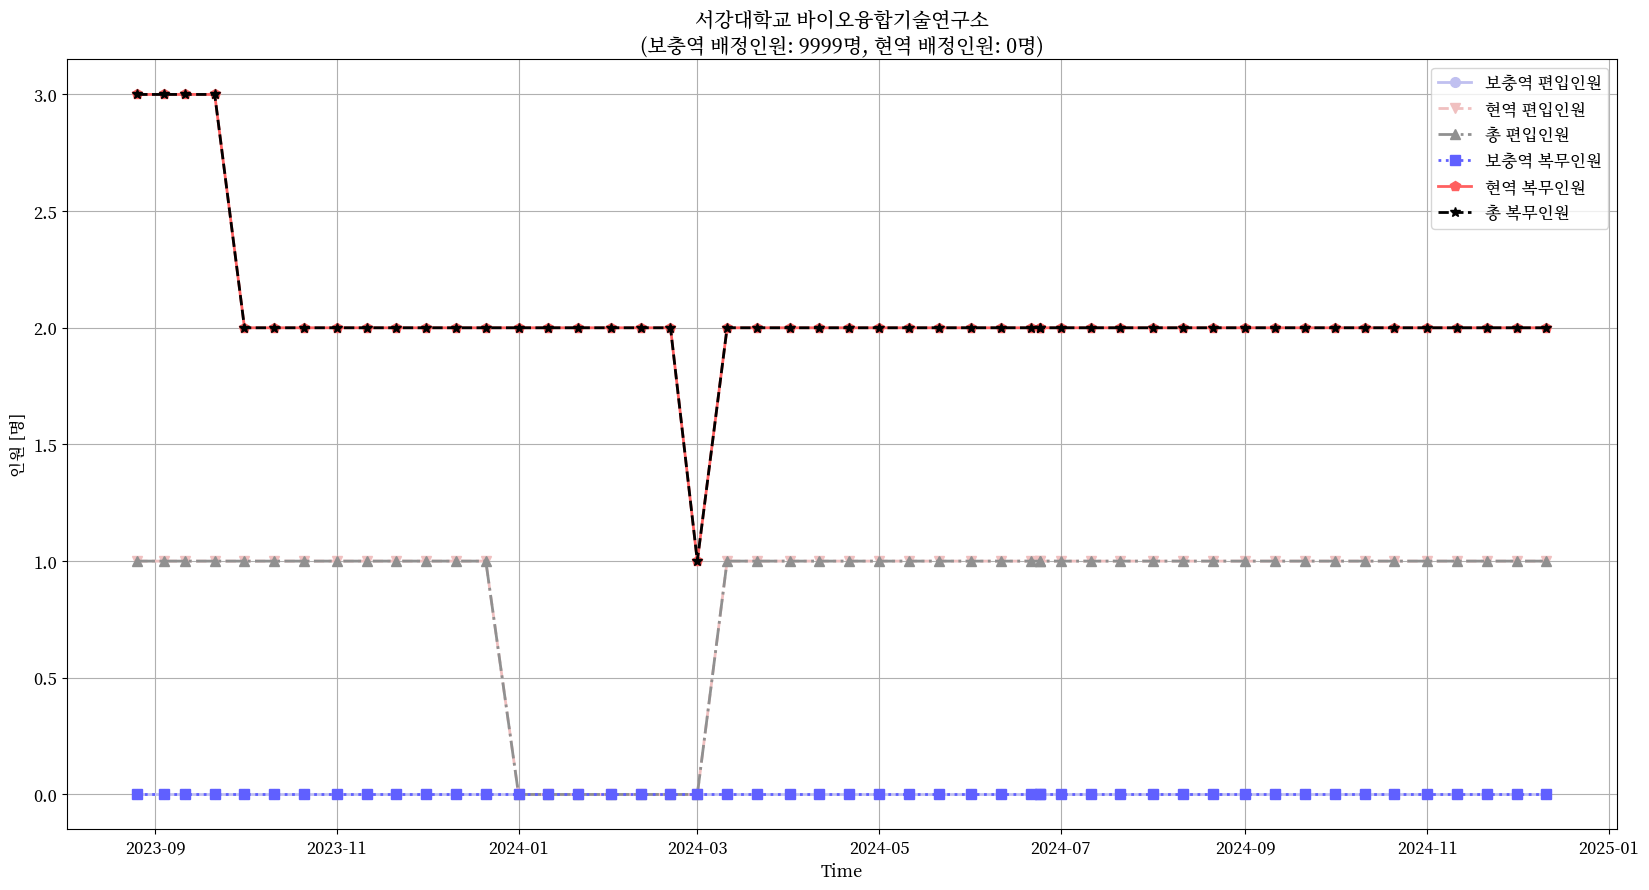 서강대학교 바이오융합기술연구소
(보충역 배정인원: 9999명, 현역 배정인원: 0명)
보충역 편입인원
현역 편입인원
총 편입인원
보충역 복무인원
현역 복무인원
총 복무인원
인원 [명]
3.0
2.5
2.0
1.5
1.0
0.5
0.0
2023-09
2023-11
2024-01
2024-03
2024-05
2024-07
2024-09
2024-11
2025-01
Time